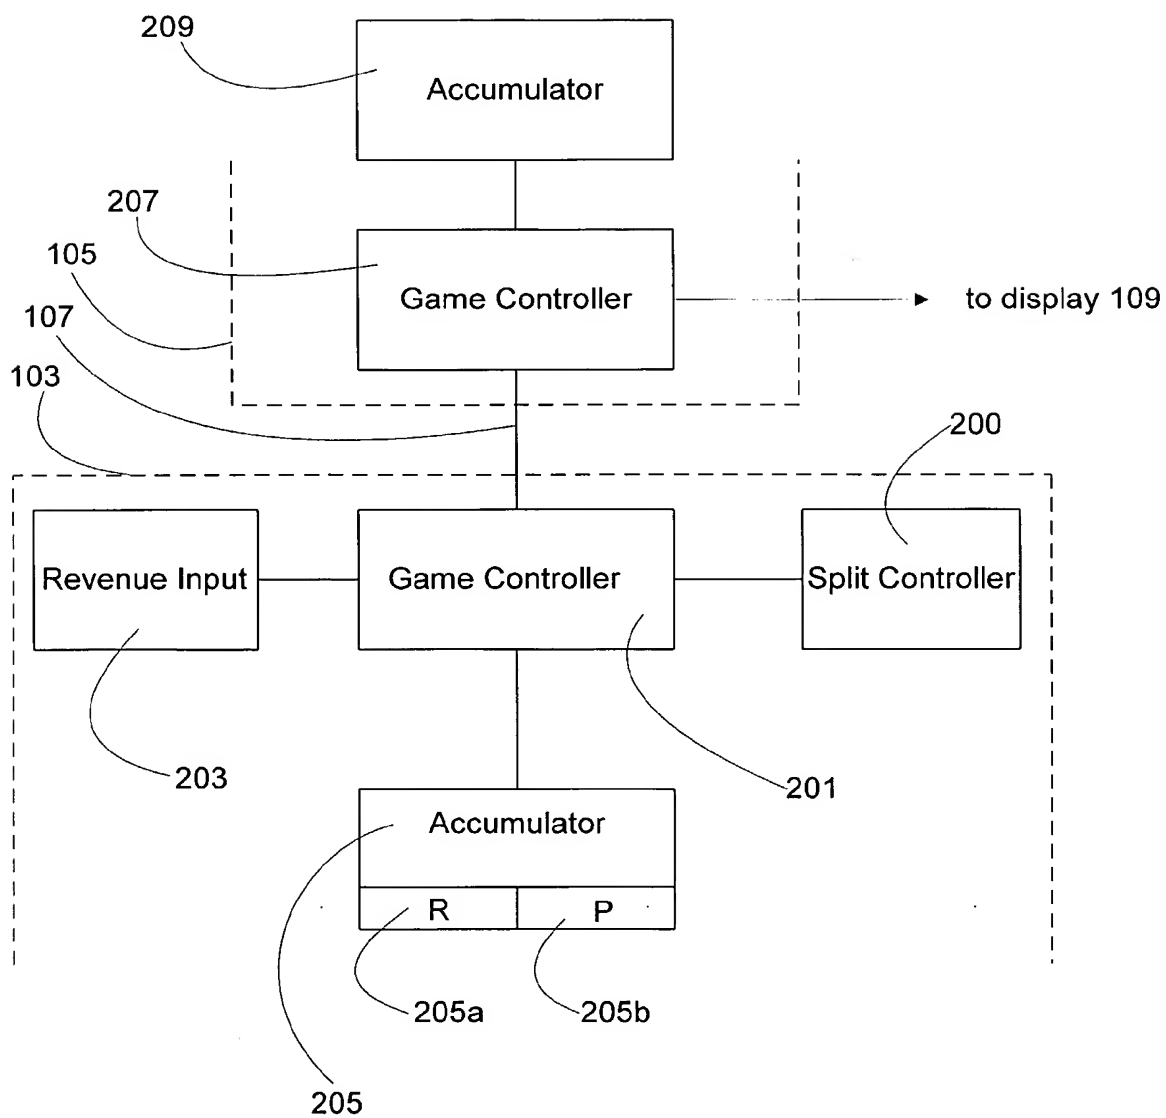 209
Accumulator
207
105
Game Controller
to display 109
107
103
200
Revenue Input
Game Controller
Split Controller
203
201
Accumulator
R
P
205a
205b
205